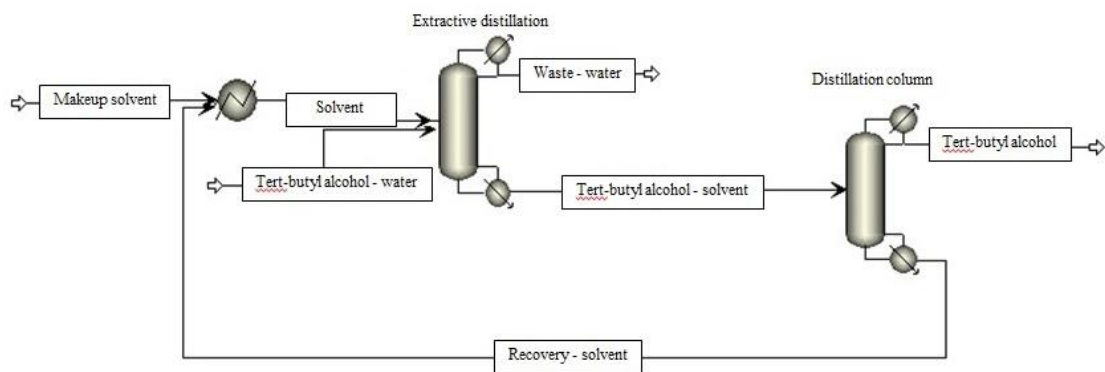 Extractive distillation
Waste - water
Distillation column
Makeup solvent
Solvent
Tert-butyl alcohol
Tert-butyl alcohol - water
Tert-butyl alcohol - solvent
Recovery - solvent